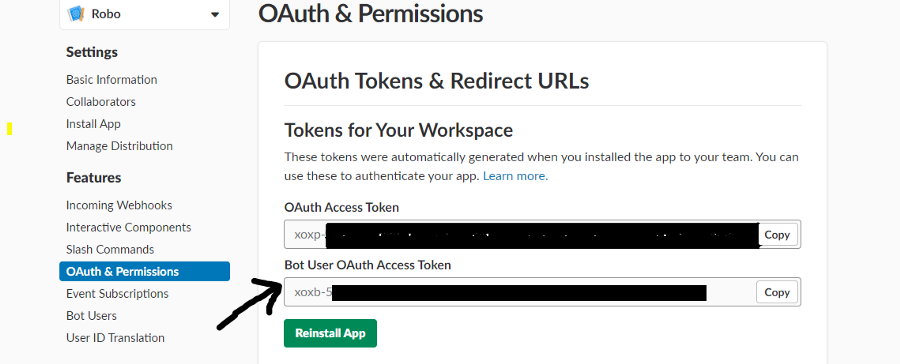 Robo
OAuth & Permissions
Settings
Basic Information
Collaborators
Install App
Manage Distribution
Features
Incoming Webhooks
Interactive Components
Slash Commands
OAuth & Permissions
Event Subscriptions
Bot Users
User ID Translation
OAuth Tokens & Redirect URLs
Tokens for Your Workspace
These tokens were automatically generated when you installed the app to your team. You can
use these to authenticate your app. Learn more.
OAuth Access Token
xoxp-
Copy
Bot User OAuth Access Token
xoxb-5
Copy
Reinstall App